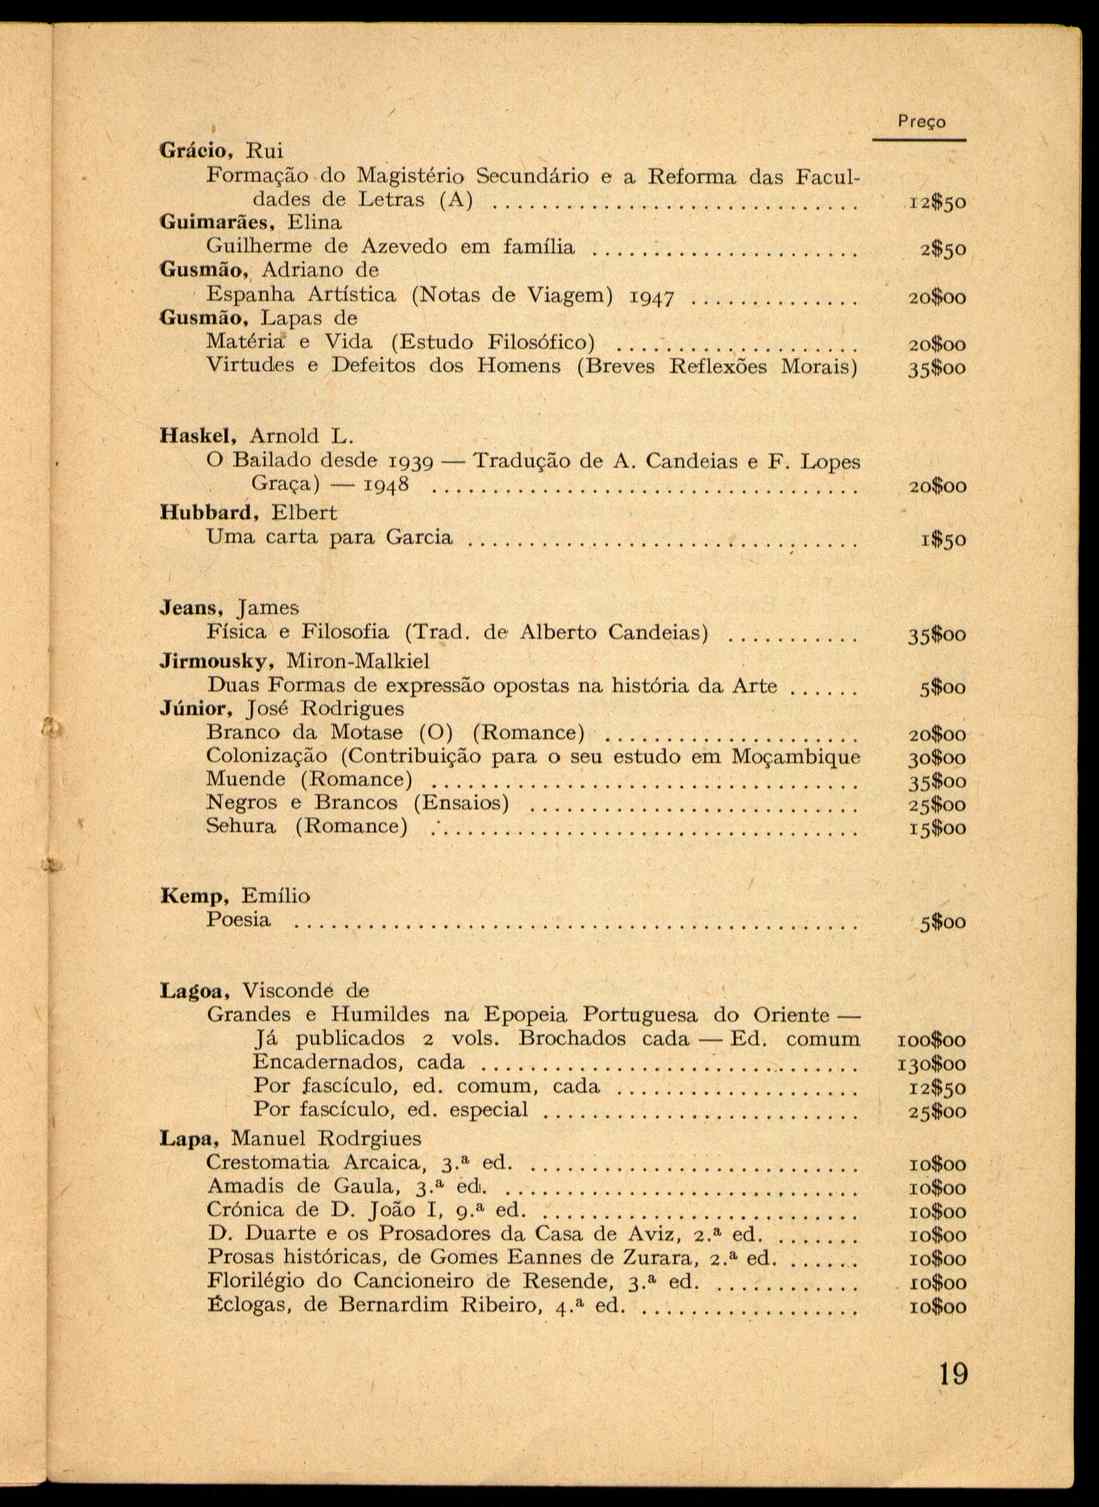 Preço
Grácio, Rui
Formação do Magistério Secundário e a Reforma das Facul-
dades de Letras (A) .............................. 12$50
Guimarães, Elina
Guilherme de Azevedo em família ...................... 2$50
Gusmão, Adriano de
Espanha Artística (Notas de Viagem) 1947 .............. 20$00
Gusmão, Lapas de
Matéria e Vida (Estudo Filosófico) .................... 20$00
Virtudes e Defeitos dos Homens (Breves Reflexões Morais) 35$00
Haskel, Arnold L.
O Bailado desde 1939 — Tradução de A. Candeias e F. Lopes
Graça) — 1948 ................................... 20$00
Hubbard, Elbert
Uma carta para Garcia ................................ 1$50
Jeans, James
Física e Filosofia (Trad. de Alberto Candeias) ........... 35$00
Jirmousky, Miron-Malkiel
Duas Formas de expressão opostas na história da Arte ...... 5$00
Júnior, José Rodrigues
Branco da Motase (O) (Romance) ..................... 20$00
Colonização (Contribuição para o seu estudo em Moçambique 30$00
Muende (Romance) ................................... 35$00
Negros e Brancos (Ensaios) ........................... 25$00
Sehura (Romance) ................................... 15$00
Kemp, Emílio
Poesia .............................................. 5$00
Lagoa, Visconde de
Grandes e Humildes na Epopeia Portuguesa do Oriente —
Já publicados 2 vols. Brochados cada — Ed. comum 100$00
Encadernados, cada ............................... 130$00
Por fascículo, ed. comum, cada .................... 12$50
Por fascículo, ed. especial .......................... 25$00
Lapa, Manuel Rodrgiues
Crestomatia Arcaica, 3.ª ed. ........................... 10$00
Amadis de Gaula, 3.ª ed. ............................. 10$00
Crónica de D. João I, 9.ª ed. .......................... 10$00
D. Duarte e os Prosadores da Casa de Aviz, 2.ª ed. ....... 10$00
Prosas históricas, de Gomes Eannes de Zurara, 2.ª ed. ...... 10$00
Florilégio do Cancioneiro de Resende, 3.ª ed. ............ 10$00
Éclogas, de Bernardim Ribeiro, 4.ª ed. .................. 10$00
19